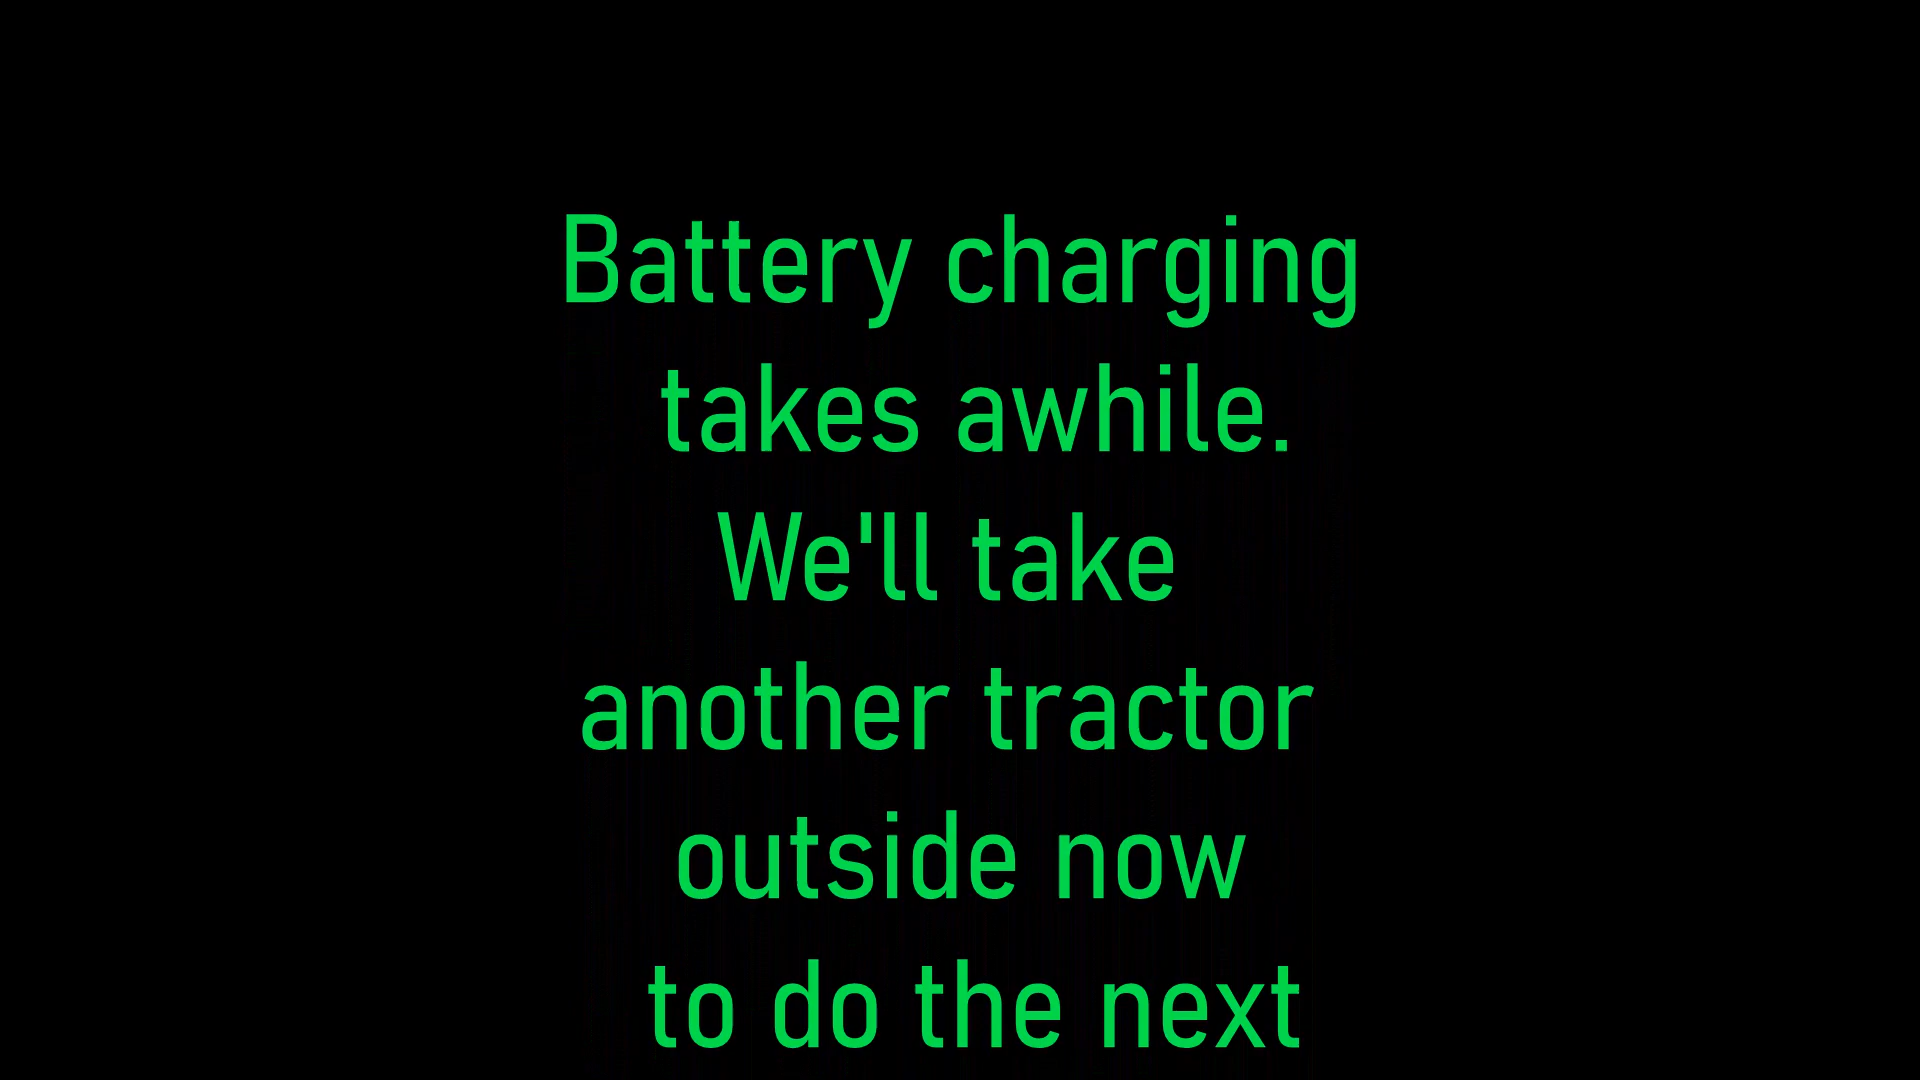 Battery charging
takes awhile.
We'll take
another tractor
outside now
to do the next